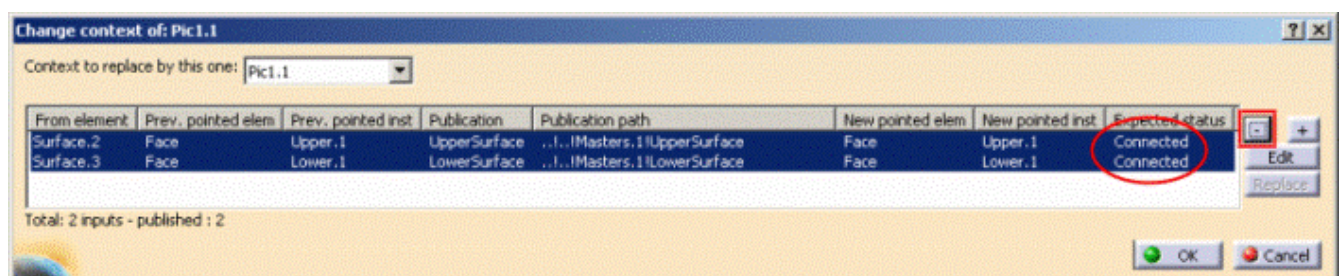 Change context of: Pic1.1 ? X
Context to replace by this one: Pic1.1
From element Prev. pointed elem Prev. pointed inst Publication Publication path New pointed elem New pointed inst Expected status - +
Surface.2 Face Upper.1 UpperSurface ..!..!Masters.1!UpperSurface Face Upper.1 Connected
Surface.3 Face Lower.1 LowerSurface ..!..!Masters.1!LowerSurface Face Lower.1 Connected
Edit
Replace
Total: 2 inputs - published : 2
OK Cancel